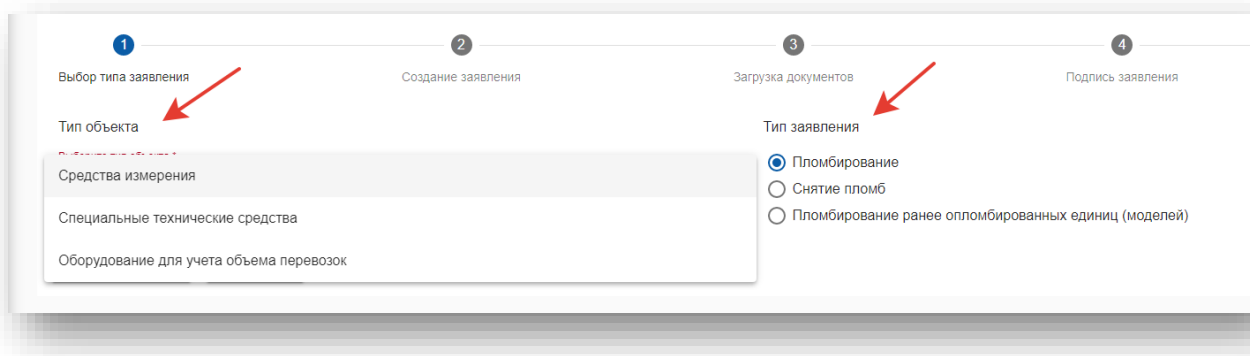 1
2
3
4
Выбор типа заявления
Создание заявления
Загрузка документов
Подпись заявления
Тип объекта
Тип заявления
Средства измерения
Специальные технические средства
Оборудование для учета объема перевозок
Пломбирование
Снятие пломб
Пломбирование ранее опломбированных единиц (моделей)